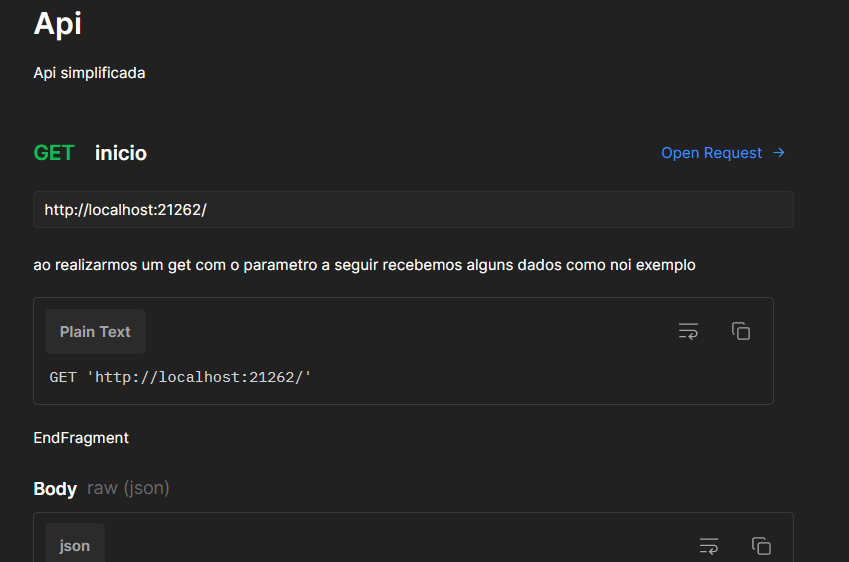 Api
Api simplificada
GET inicio Open Request →
http://localhost:21262/
ao realizarmos um get com o parametro a seguir recebemos alguns dados como noi exemplo
Plain Text
GET 'http://localhost:21262/'
EndFragment
Body raw (json)
json